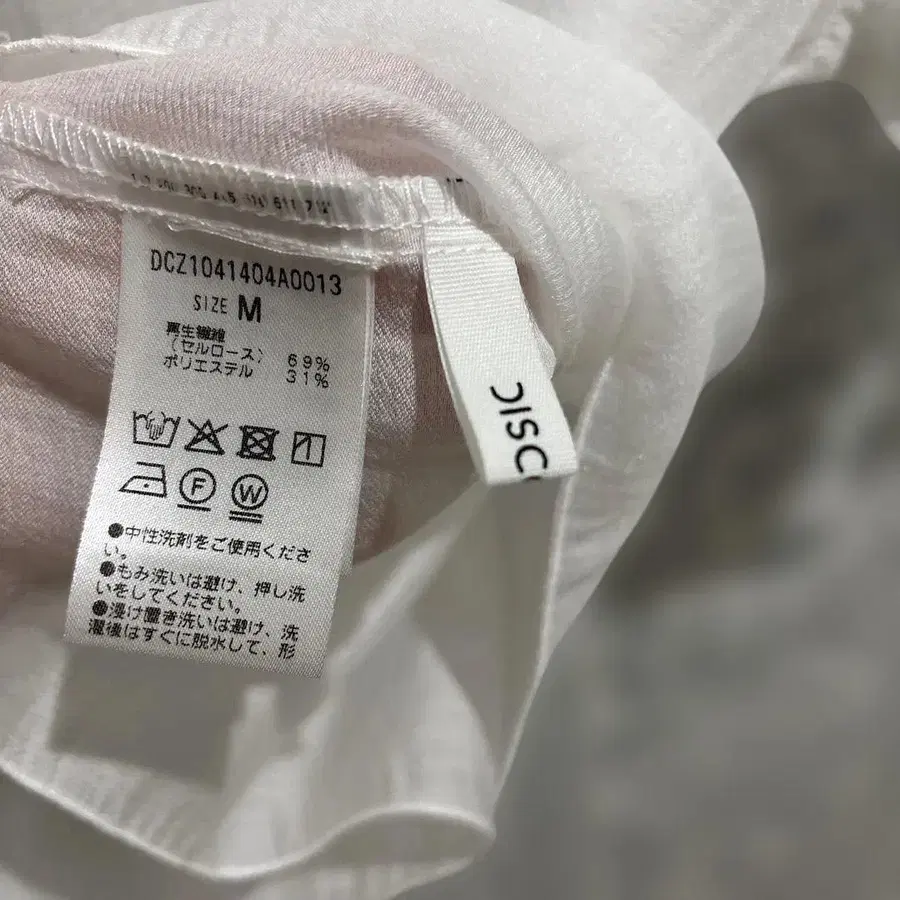 DCZ1041404A0013
SIZE M
再生繊維
(セルロース) 69%
ポリエステル 31%
F W
●中性洗剤をご使用くださ
い。
●もみ洗いは避け、押し洗
いをしてください。
●浸け置き洗いは避け、洗
濯後はすぐに脱水して、形
DISC